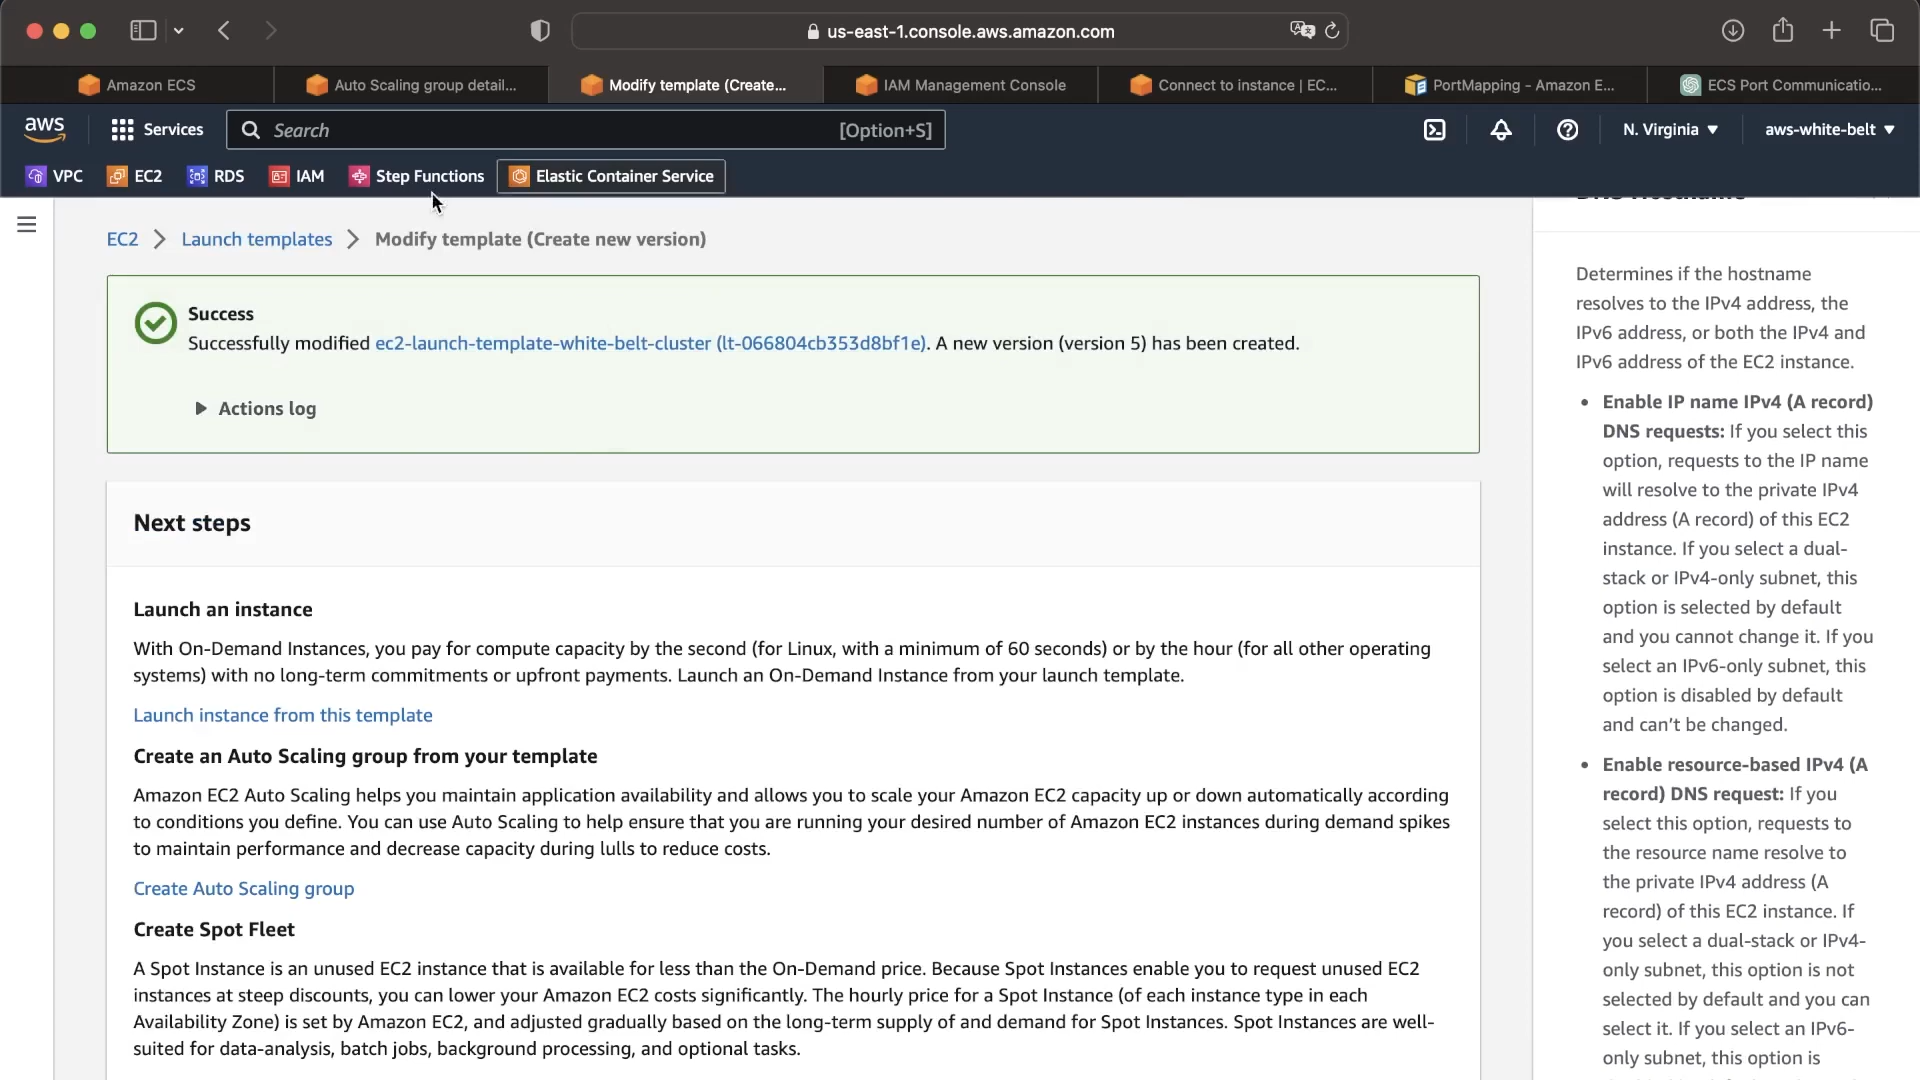 us-east-1.console.aws.amazon.com
Amazon ECS
Auto Scaling group detail...
Modify template (Create...
IAM Management Console
Connect to instance | EC...
PortMapping - Amazon E...
ECS Port Communicatio...
aws
Services
Search
[Option+S]
N. Virginia
aws-white-belt
VPC
EC2
RDS
IAM
Step Functions
Elastic Container Service
EC2 > Launch templates > Modify template (Create new version)
Success
Successfully modified ec2-launch-template-white-belt-cluster (lt-066804cb353d8bf1e). A new version (version 5) has been created.
Actions log
Next steps
Launch an instance
With On-Demand Instances, you pay for compute capacity by the second (for Linux, with a minimum of 60 seconds) or by the hour (for all other operating
systems) with no long-term commitments or upfront payments. Launch an On-Demand Instance from your launch template.
Launch instance from this template
Create an Auto Scaling group from your template
Amazon EC2 Auto Scaling helps you maintain application availability and allows you to scale your Amazon EC2 capacity up or down automatically according
to conditions you define. You can use Auto Scaling to help ensure that you are running your desired number of Amazon EC2 instances during demand spikes
to maintain performance and decrease capacity during lulls to reduce costs.
Create Auto Scaling group
Create Spot Fleet
A Spot Instance is an unused EC2 instance that is available for less than the On-Demand price. Because Spot Instances enable you to request unused EC2
instances at steep discounts, you can lower your Amazon EC2 costs significantly. The hourly price for a Spot Instance (of each instance type in each
Availability Zone) is set by Amazon EC2, and adjusted gradually based on the long-term supply of and demand for Spot Instances. Spot Instances are well-
suited for data-analysis, batch jobs, background processing, and optional tasks.
DNS Hostname
Determines if the hostname
resolves to the IPv4 address, the
IPv6 address, or both the IPv4 and
IPv6 address of the EC2 instance.
• Enable IP name IPv4 (A record)
DNS requests: If you select this
option, requests to the IP name
will resolve to the private IPv4
address (A record) of this EC2
instance. If you select a dual-
stack or IPv4-only subnet, this
option is selected by default
and you cannot change it. If you
select an IPv6-only subnet, this
option is disabled by default
and can't be changed.
• Enable resource-based IPv4 (A
record) DNS request: If you
select this option, requests to
the resource name resolve to
the private IPv4 address (A
record) of this EC2 instance. If
you select a dual-stack or IPv4-
only subnet, this option is not
selected by default and you can
select it. If you select an IPv6-
only subnet, this option is